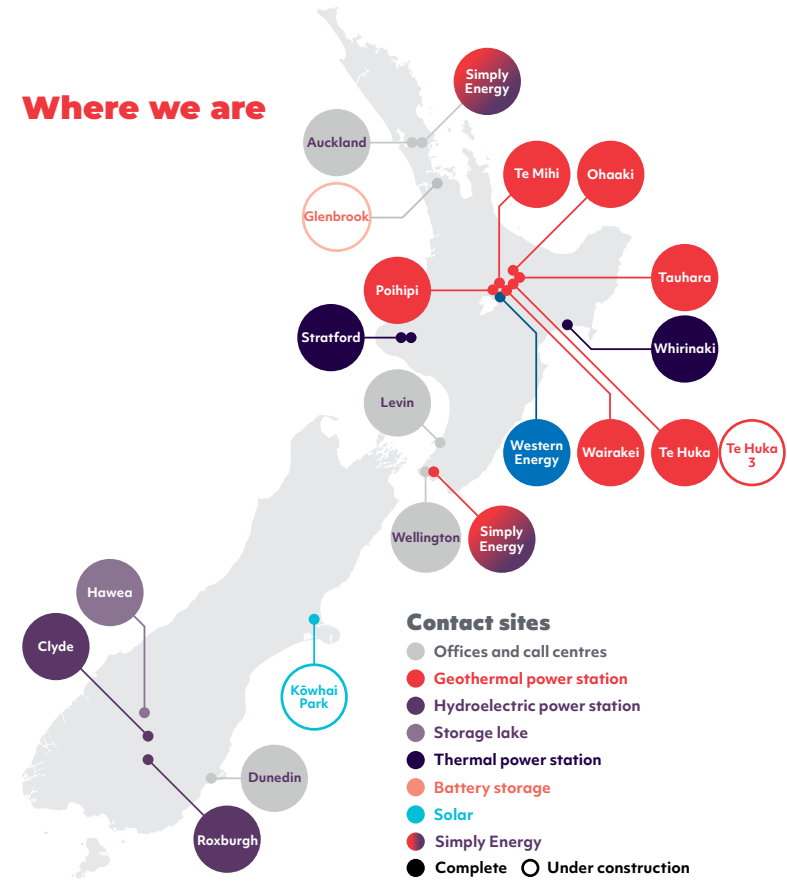 Where we are
Simply
Energy
Auckland
Glenbrook
Te Mihi
Ohaaki
Poihipi
Tauhara
Stratford
Whirinaki
Levin
Western
Energy
Wairakei
Te Huka
Te Huka
3
Wellington
Simply
Energy
Hawea
Clyde
Kōwhai
Park
Dunedin
Roxburgh
Contact sites
Offices and call centres
Geothermal power station
Hydroelectric power station
Storage lake
Thermal power station
Battery storage
Solar
Simply Energy
Complete
Under construction